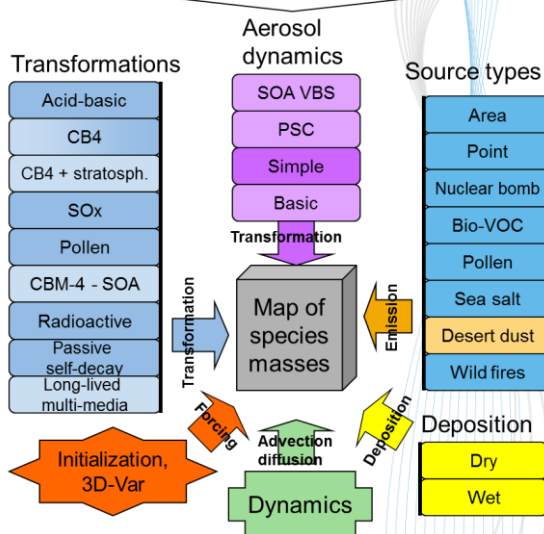 Aerosol
dynamics
Transformations
Source types
Acid-basic
CB4
CB4 + stratosph.
SOx
Pollen
CBM-4 - SOA
Radioactive
Passive
self-decay
Long-lived
multi-media
SOA VBS
PSC
Simple
Basic
Transformation
Area
Point
Nuclear bomb
Bio-VOC
Pollen
Sea salt
Desert dust
Wild fires
Transformation
Map of
species
masses
Emission
Forcing
Advection
diffusion
Deposition
Initialization,
3D-Var
Dynamics
Deposition
Dry
Wet